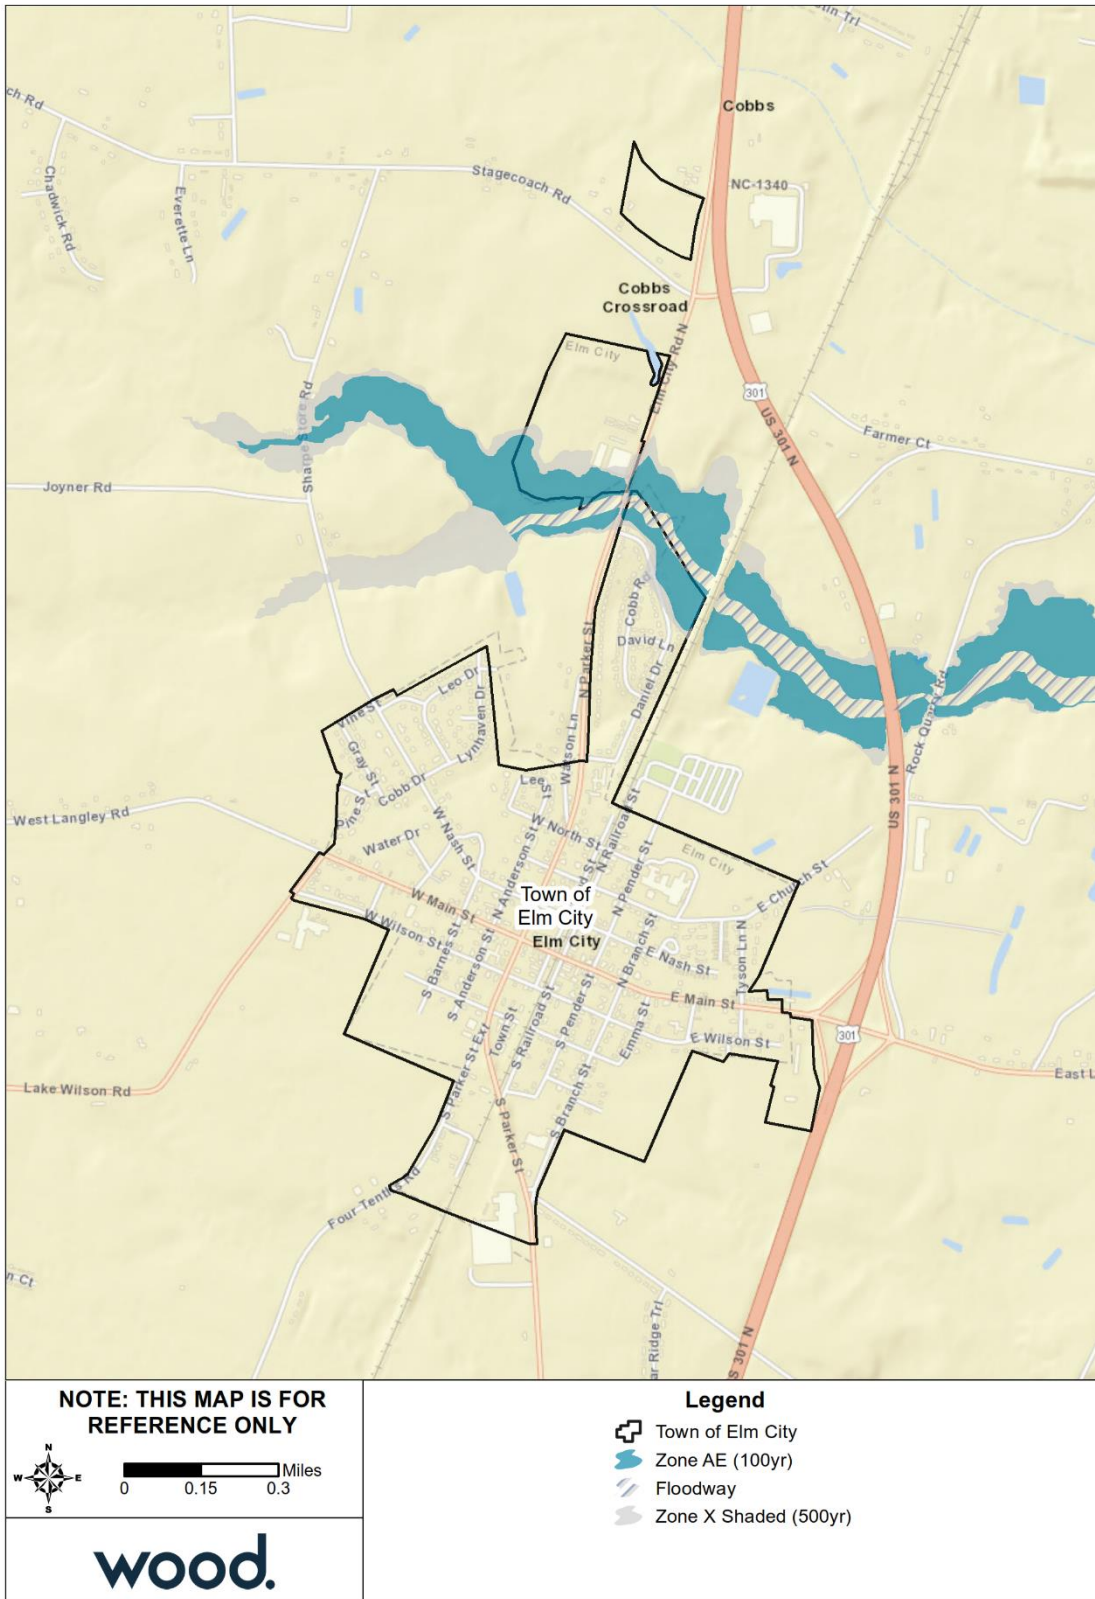 Cobbs
ch Rd
Stagecoach Rd
NC-1340
Chadwick Rd
Everette Ln
Cobbs
Crossroad
Elm City
Elm City Rd N
301
US 301 N
Farmer Ct
Sharpe Store Rd
Joyner Rd
Cobb Rd
David Ln
N Parker St
Daniel Dr
Leo Dr
Vine St
Lynhaven Dr
Rock Quarry Rd
Gray St
Watson Ln
Cobb Dr
Lee St
US 301 N
Pine St
West Langley Rd
W Nash St
W North St
N Railroad St
Water Dr
N Anderson St
Elm City
N Pender St
E Church St
W Main St
Town of
Elm City
Elm City
W Wilson St
S Barnes St
S Anderson St
N Branch St
E Nash St
Tyson Ln N
E Main St
301
Town St
S Railroad St
S Pender St
Emma St
E Wilson St
East L
Lake Wilson Rd
S Parker St Ext
S Branch St
S Parker St
Four Tenths Rd
n Ct
ar Ridge Trl
US 301 N
NOTE: THIS MAP IS FOR
REFERENCE ONLY
N
W E
S
Miles
0 0.15 0.3
wood.
Legend
Town of Elm City
Zone AE (100yr)
Floodway
Zone X Shaded (500yr)